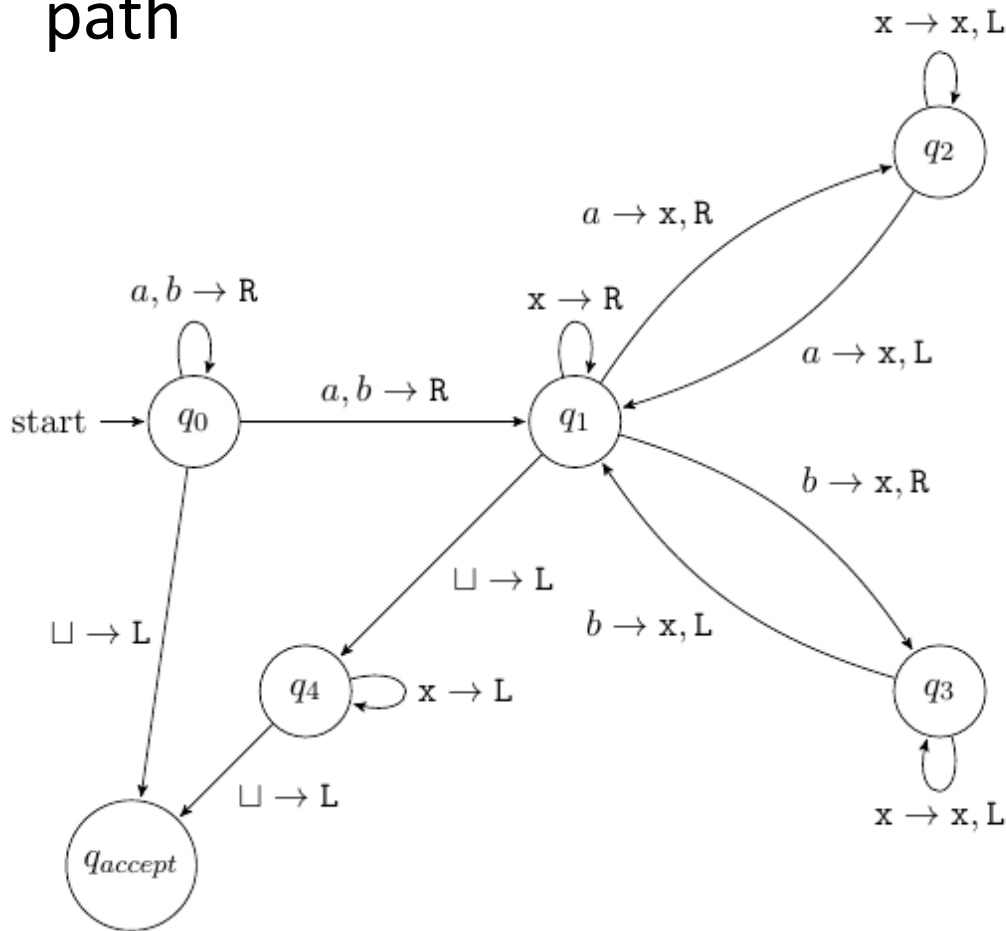 path
x → x, L
q2
a → x, R
a, b → R
x → R
a → x, L
a, b → R
start
q0
q1
b → x, R
⊔ → L
b → x, L
⊔ → L
q4
x → L
q3
⊔ → L
x → x, L
qaccept